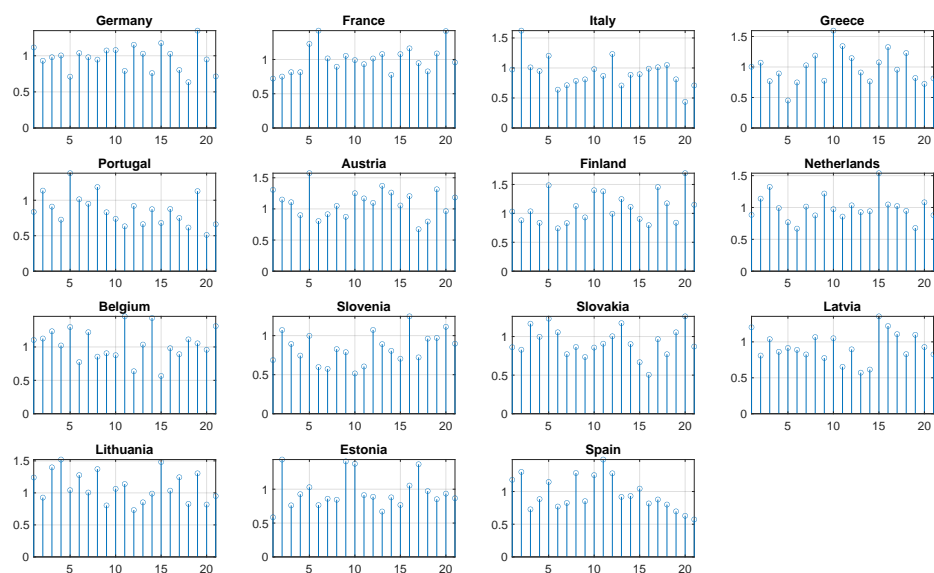 Germany
1
0.5
0
5 10 15 20
France
1
0.5
0
5 10 15 20
Italy
1.5
1
0.5
0
5 10 15 20
Greece
1.5
1
0.5
0
5 10 15 20
Portugal
1
0.5
0
5 10 15 20
Austria
1.5
1
0.5
0
5 10 15 20
Finland
1.5
1
0.5
0
5 10 15 20
Netherlands
1.5
1
0.5
0
5 10 15 20
Belgium
1
0.5
0
5 10 15 20
Slovenia
1
0.5
0
5 10 15 20
Slovakia
1
0.5
0
5 10 15 20
Latvia
1
0.5
0
5 10 15 20
Lithuania
1.5
1
0.5
0
5 10 15 20
Estonia
1
0.5
0
5 10 15 20
Spain
1
0.5
0
5 10 15 20